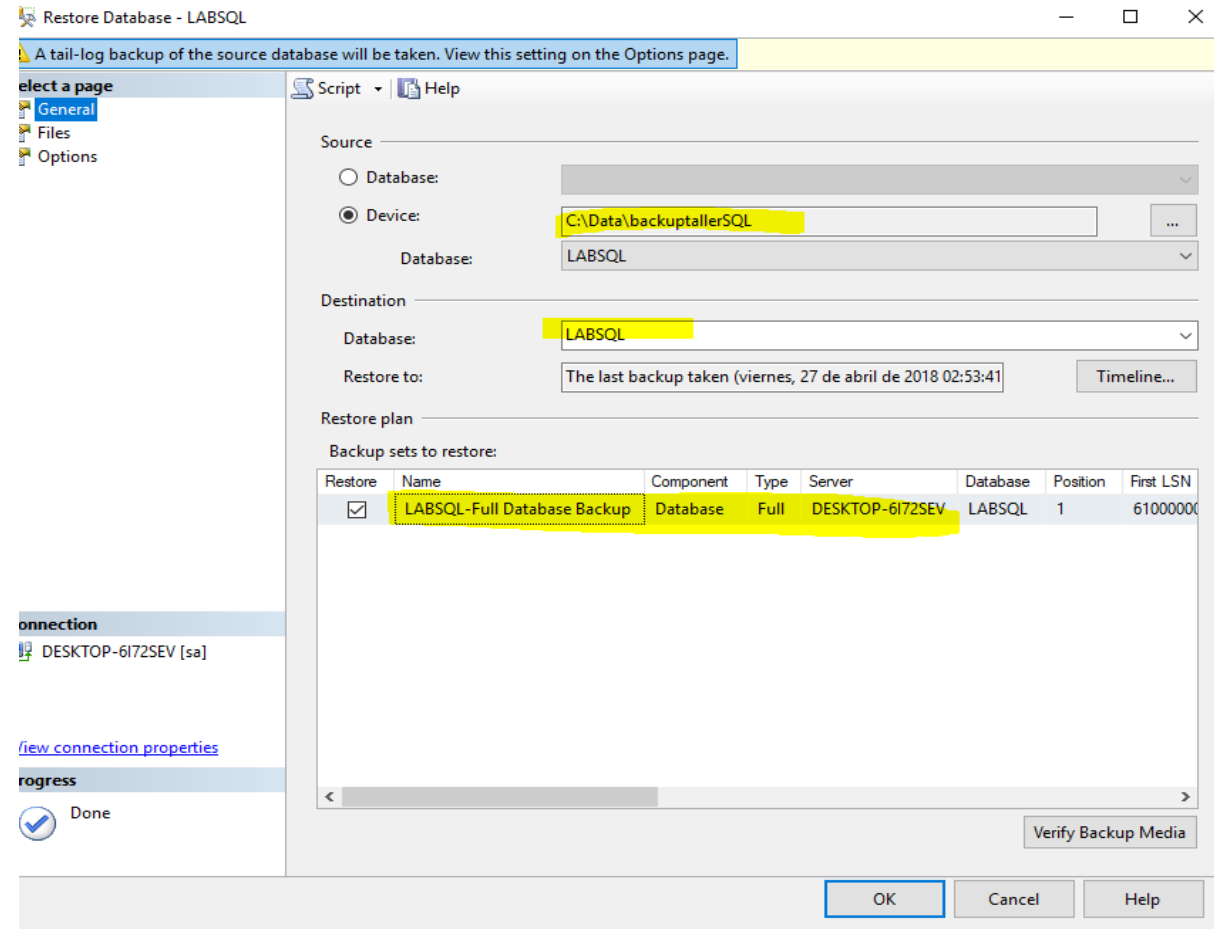 Restore Database - LABSQL
A tail-log backup of the source database will be taken. View this setting on the Options page.
elect a page
General
Files
Options
Script Help
Source
Database:
Device: C:\Data\backuptallerSQL ...
Database: LABSQL
Destination
Database: LABSQL
Restore to: The last backup taken (viernes, 27 de abril de 2018 02:53:41 Timeline...
Restore plan
Backup sets to restore:
Restore Name Component Type Server Database Position First LSN
LABSQL-Full Database Backup Database Full DESKTOP-6I72SEV LABSQL 1 61000000
onnection
DESKTOP-6I72SEV [sa]
View connection properties
rogress
Done
Verify Backup Media
OK Cancel Help